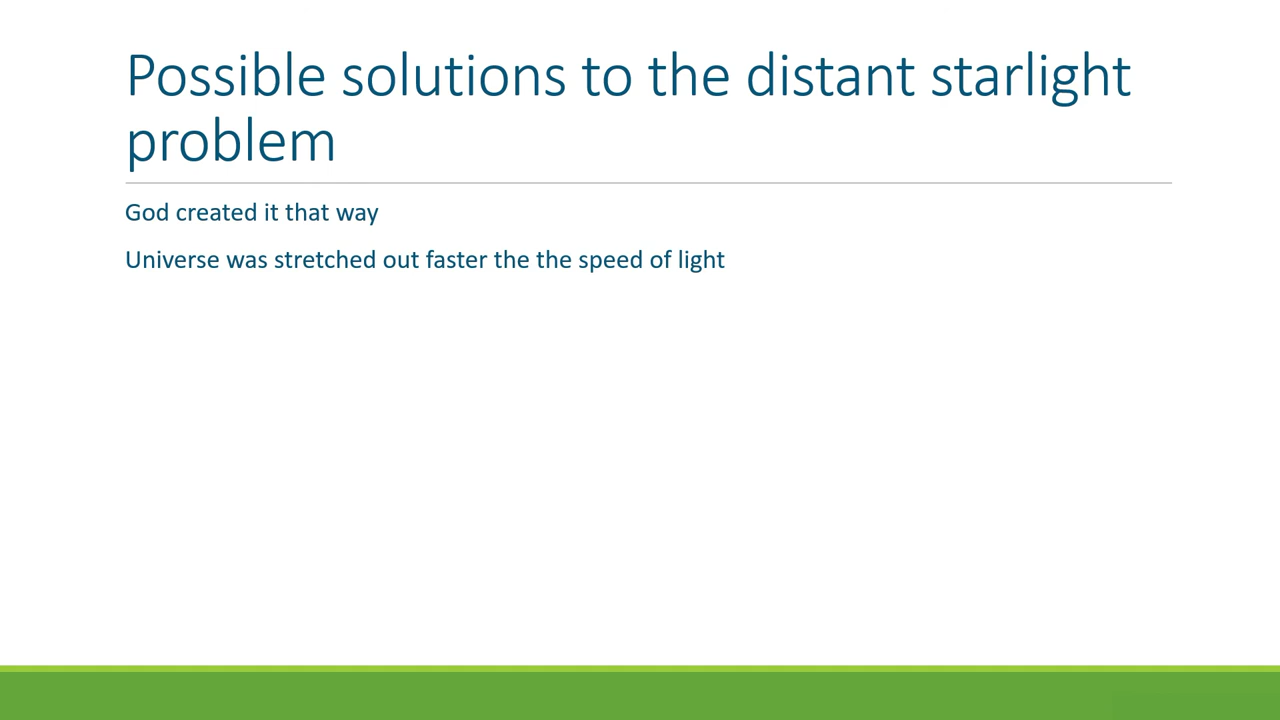 Possible solutions to the distant starlight
problem
God created it that way
Universe was stretched out faster the the speed of light